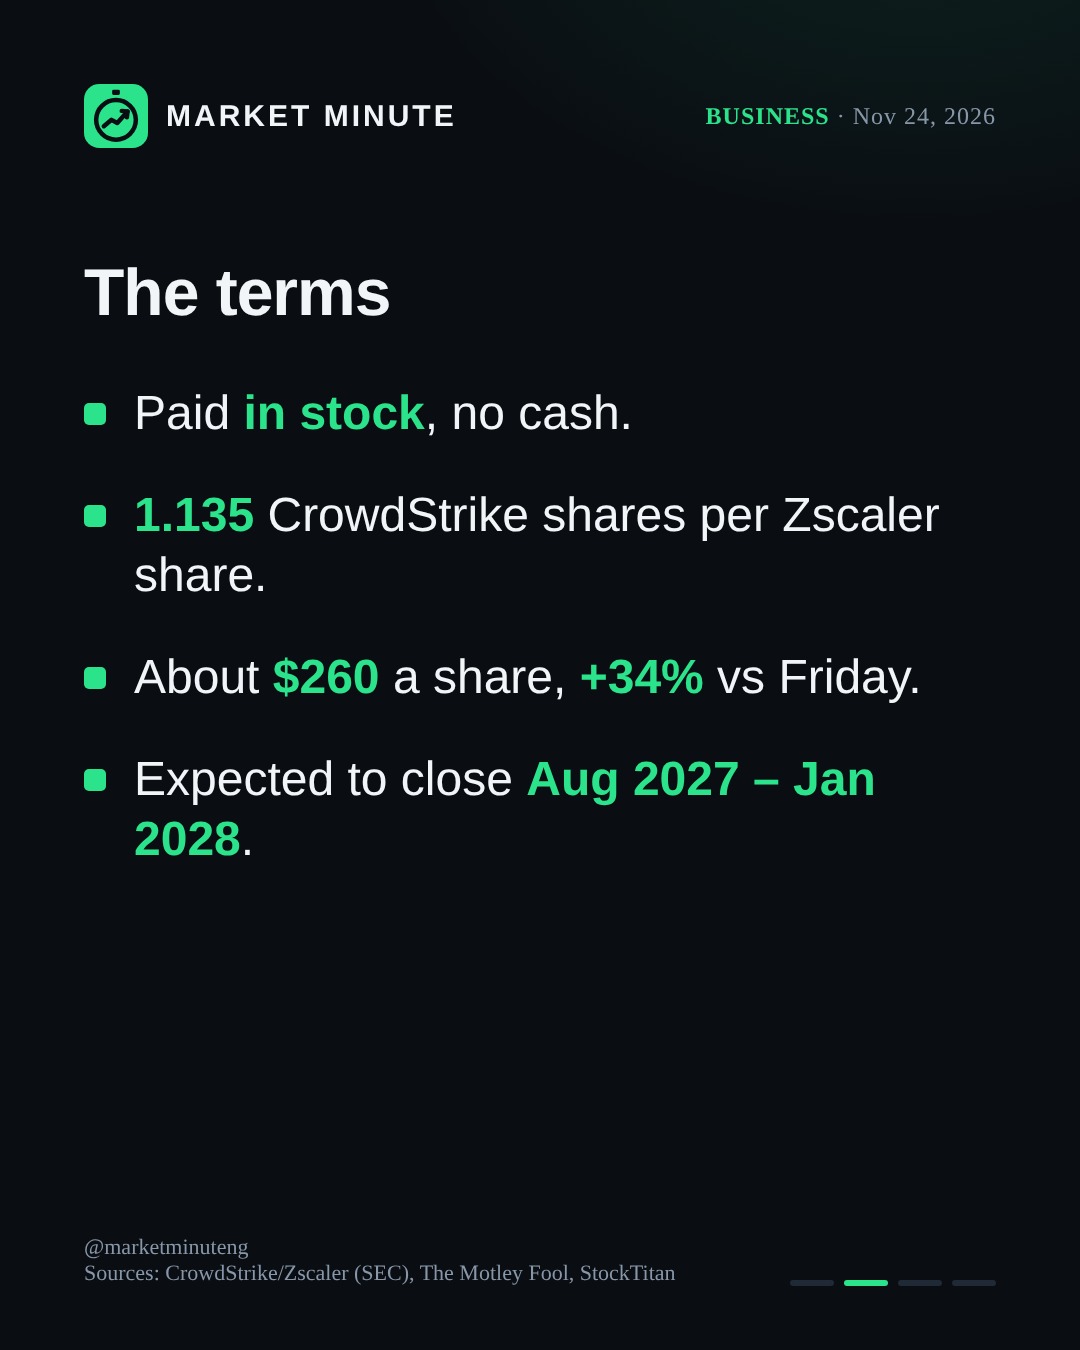 MARKET MINUTE
BUSINESS · Nov 24, 2026
The terms
Paid in stock, no cash.
1.135 CrowdStrike shares per Zscaler
share.
About $260 a share, +34% vs Friday.
Expected to close Aug 2027 – Jan
2028.
@marketminuteng
Sources: CrowdStrike/Zscaler (SEC), The Motley Fool, StockTitan